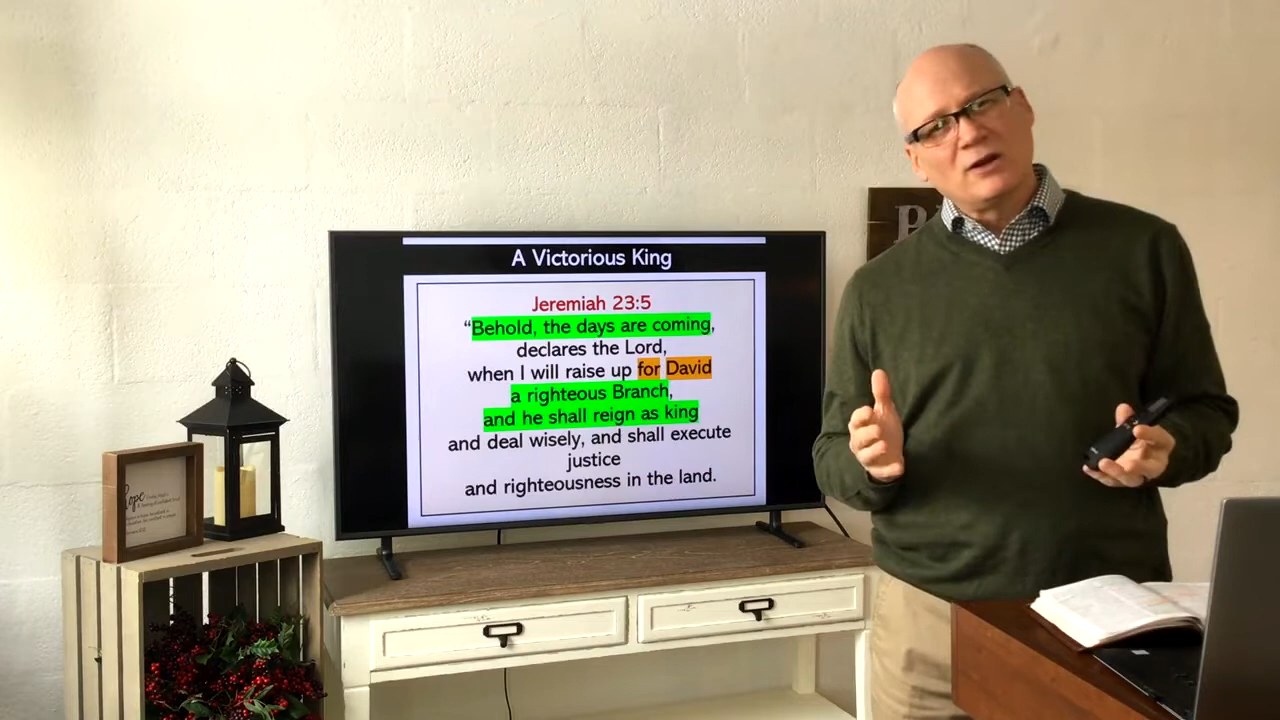 A Victorious King
Jeremiah 23:5
“Behold, the days are coming,
declares the Lord,
when I will raise up for David
a righteous Branch,
and he shall reign as king
and deal wisely, and shall execute
justice
and righteousness in the land.